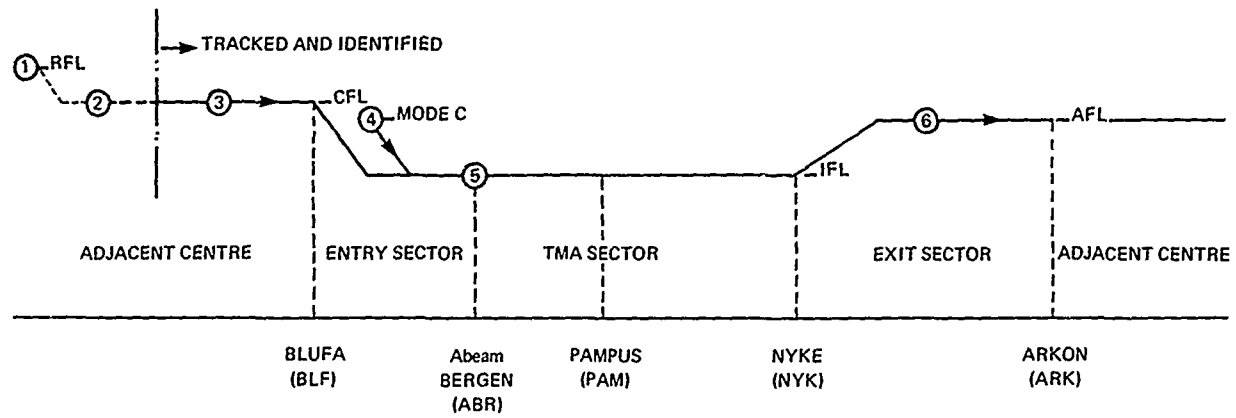 TRACKED AND IDENTIFIED
1 RFL
2
3
CFL
4 MODE C
5
IFL
6
AFL
ADJACENT CENTRE
ENTRY SECTOR
TMA SECTOR
EXIT SECTOR
ADJACENT CENTRE
BLUFA
(BLF)
Abeam
BERGEN
(ABR)
PAMPUS
(PAM)
NYKE
(NYK)
ARKON
(ARK)